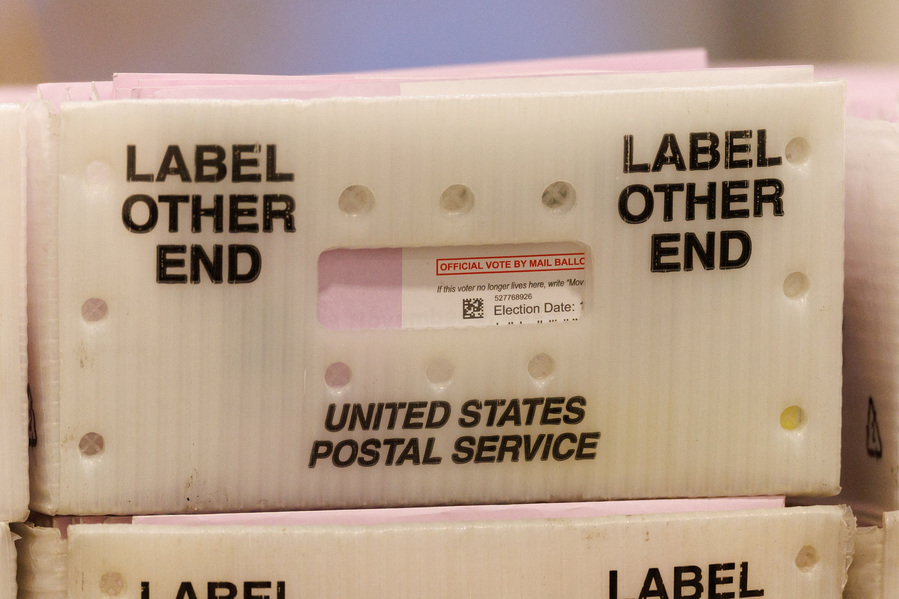 LABEL
OTHER
END
LABEL
OTHER
END
OFFICIAL VOTE BY MAIL BALLO
If this voter no longer lives here, write "Mov
527768926
Election Date:
UNITED STATES
POSTAL SERVICE
LABEL
LABEL